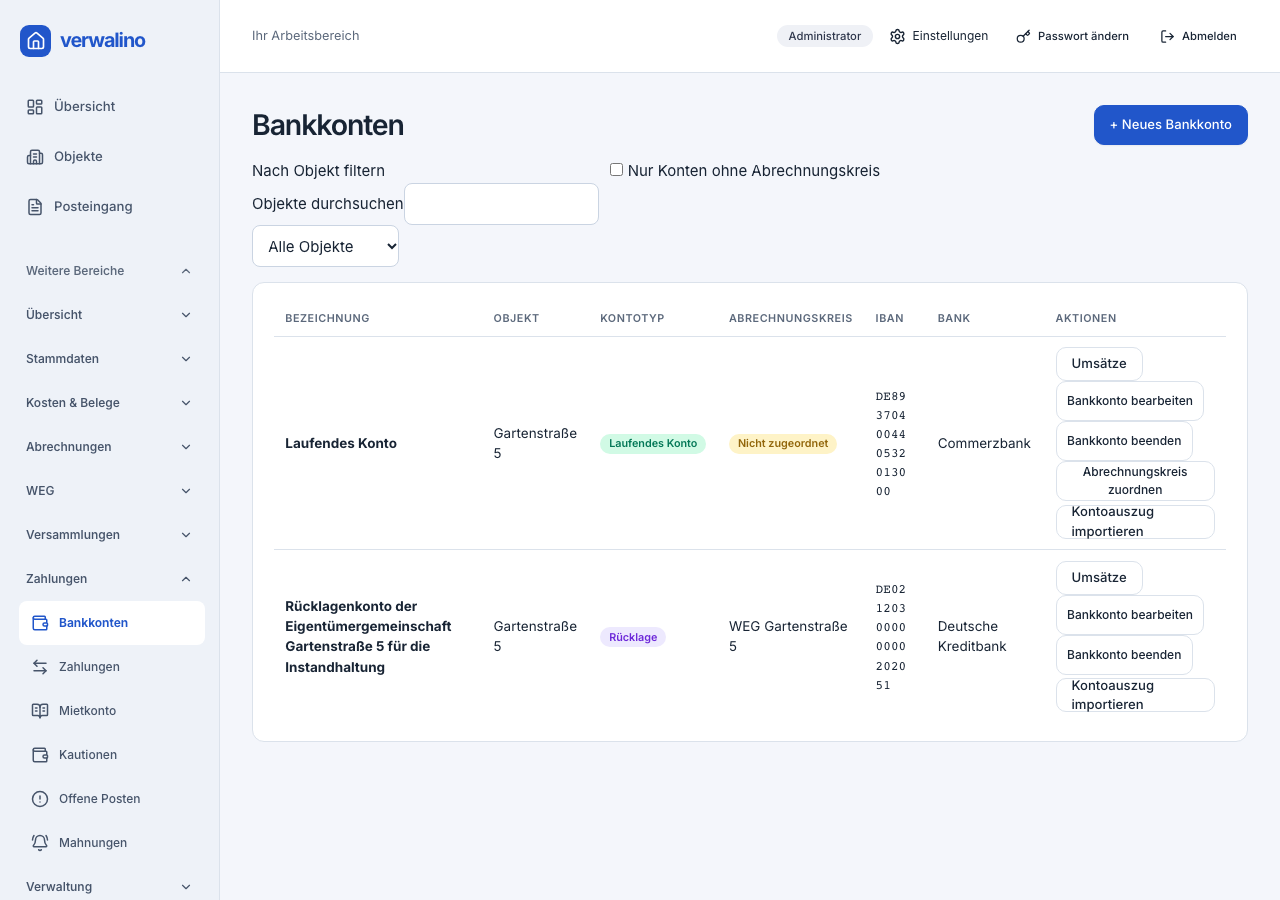 verwalino
Ihr Arbeitsbereich
Administrator
Einstellungen
Passwort ändern
Abmelden
Übersicht
Objekte
Posteingang
Weitere Bereiche
Übersicht
Stammdaten
Kosten & Belege
Abrechnungen
WEG
Versammlungen
Zahlungen
Bankkonten
Zahlungen
Mietkonto
Kautionen
Offene Posten
Mahnungen
Verwaltung
Bankkonten
+ Neues Bankkonto
Nach Objekt filtern
Nur Konten ohne Abrechnungskreis
Objekte durchsuchen
Alle Objekte
BEZEICHNUNG OBJEKT KONTOTYP ABRECHNUNGSKREIS IBAN BANK AKTIONEN
Laufendes Konto
Gartenstraße
5
Laufendes Konto
Nicht zugeordnet
DE89
3704
0044
0532
0130
00
Commerzbank
Umsätze
Bankkonto bearbeiten
Bankkonto beenden
Abrechnungskreis
zuordnen
Kontoauszug
importieren
Rücklagenkonto der
Eigentümergemeinschaft
Gartenstraße 5 für die
Instandhaltung
Gartenstraße
5
Rücklage
WEG Gartenstraße
5
DE02
1203
0000
0000
2020
51
Deutsche
Kreditbank
Umsätze
Bankkonto bearbeiten
Bankkonto beenden
Kontoauszug
importieren